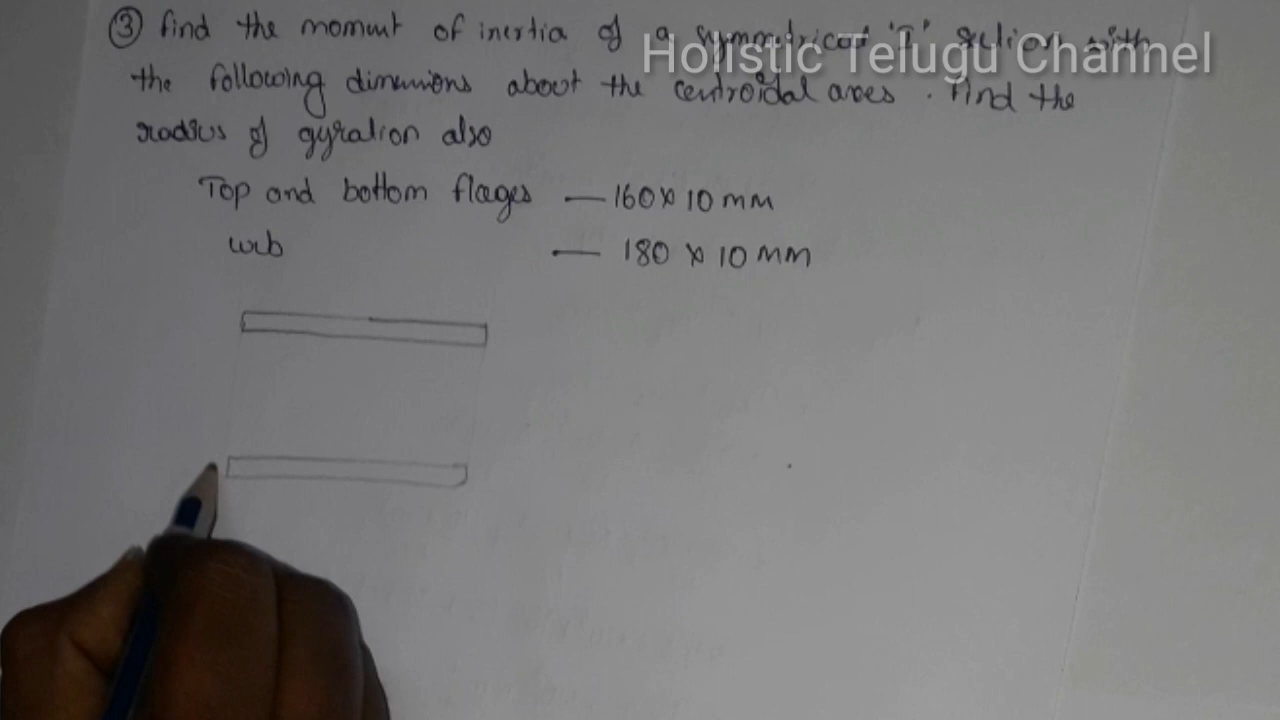 ③ find the moment of inertia of a symmetrical 'I' section with
Holistic Telugu Channel
the following dimensions about the centroidal axes. Find the
radius of gyration also
Top and bottom flages — 160 x 10 mm
web — 180 x 10 mm